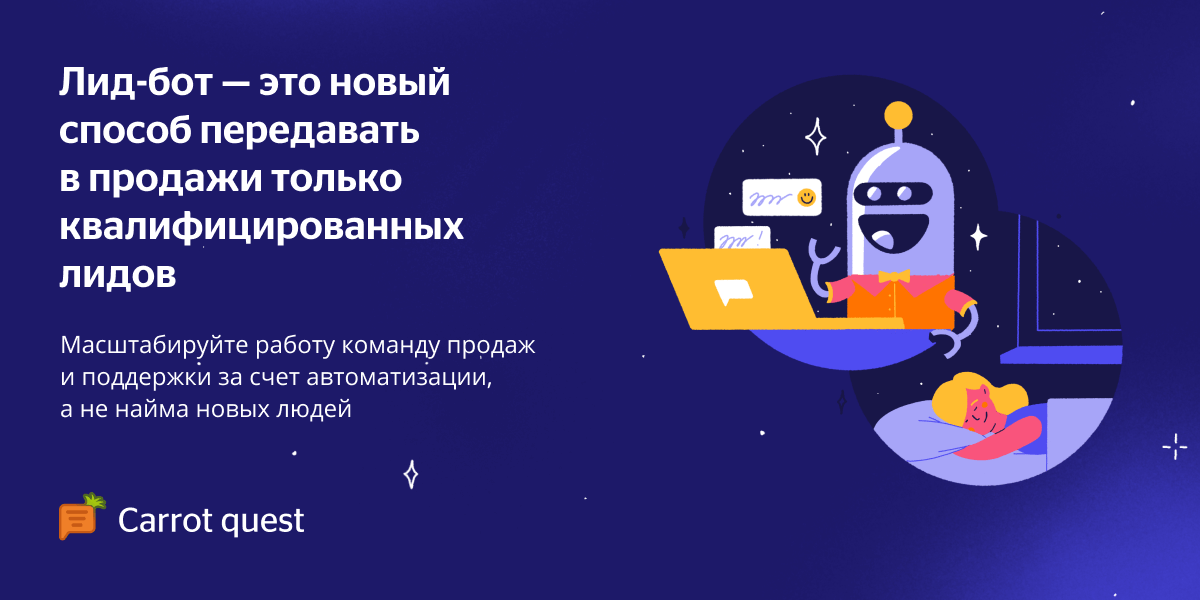 Лид-бот — это новый
способ передавать
в продажи только
квалифицированных
лидов
Масштабируйте работу команду продаж
и поддержки за счет автоматизации,
а не найма новых людей
Carrot quest